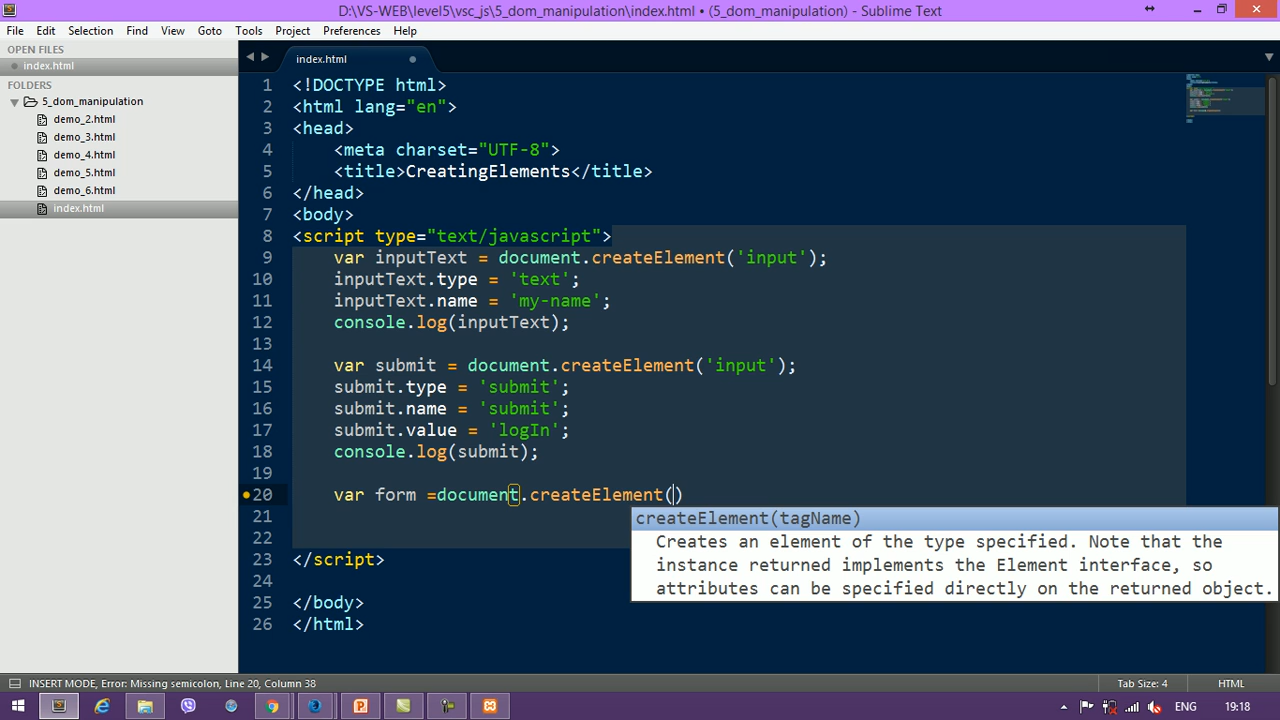 D:\VS-WEB\level5\vsc_js\5_dom_manipulation\index.html • (5_dom_manipulation) - Sublime Text
File Edit Selection Find View Goto Tools Project Preferences Help
OPEN FILES
index.html
FOLDERS
5_dom_manipulation
demo_2.html
demo_3.html
demo_4.html
demo_5.html
demo_6.html
index.html
index.html
1 <!DOCTYPE html>
2 <html lang="en">
3 <head>
4 <meta charset="UTF-8">
5 <title>CreatingElements</title>
6 </head>
7 <body>
8 <script type="text/javascript">
9 var inputText = document.createElement('input');
10 inputText.type = 'text';
11 inputText.name = 'my-name';
12 console.log(inputText);
13
14 var submit = document.createElement('input');
15 submit.type = 'submit';
16 submit.name = 'submit';
17 submit.value = 'logIn';
18 console.log(submit);
19
20 var form =document.createElement()
21
22
23 </script>
24
25 </body>
26 </html>
createElement(tagName)
Creates an element of the type specified. Note that the
instance returned implements the Element interface, so
attributes can be specified directly on the returned object.
INSERT MODE, Error: Missing semicolon, Line 20, Column 38
Tab Size: 4
HTML
ENG
19:18